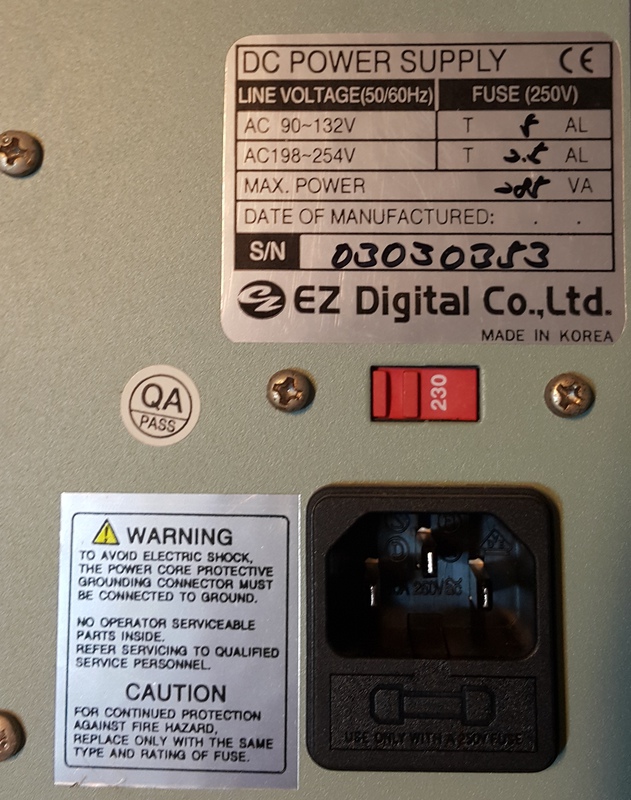 DC POWER SUPPLY CE
LINE VOLTAGE(50/60Hz) FUSE (250V)
AC 90~132V T AL
AC198~254V T AL
MAX. POWER VA
DATE OF MANUFACTURED: . .
S/N 03030353
EZ Digital Co.,Ltd.
MADE IN KOREA
230
QA
PASS
WARNING
TO AVOID ELECTRIC SHOCK,
THE POWER CORE PROTECTIVE
GROUNDING CONNECTOR MUST
BE CONNECTED TO GROUND.
NO OPERATOR SERVICEABLE
PARTS INSIDE.
REFER SERVICING TO QUALIFIED
SERVICE PERSONNEL.
CAUTION
FOR CONTINUED PROTECTION
AGAINST FIRE HAZARD,
REPLACE ONLY WITH THE SAME
TYPE AND RATING OF FUSE.
USE ONLY WITH A 250V FUSE